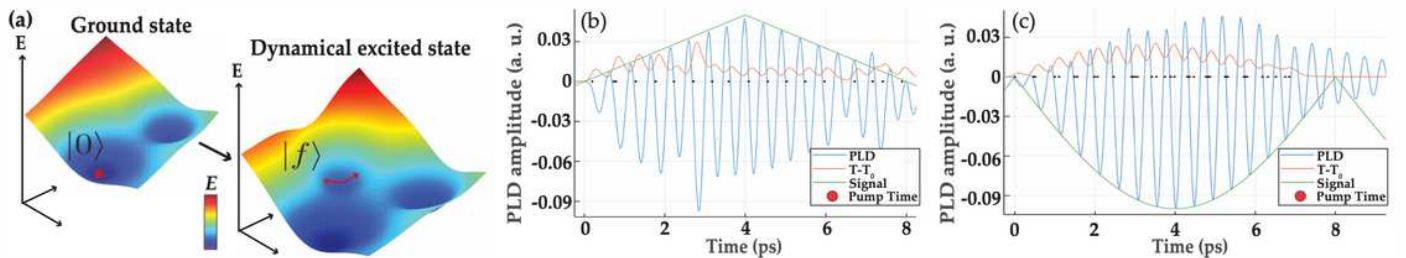 (a)
Ground state
E
|0⟩
Dynamical excited state
E
|f⟩
E
(b)
PLD amplitude (a. u.)
0.03
0
-0.03
-0.06
-0.09
PLD
T-T0
Signal
Pump Time
0
2
4
6
8
Time (ps)
(c)
PLD amplitude (a. u.)
0.03
0
-0.03
-0.06
-0.09
PLD
T-T0
Signal
Pump Time
0
2
4
6
8
Time (ps)